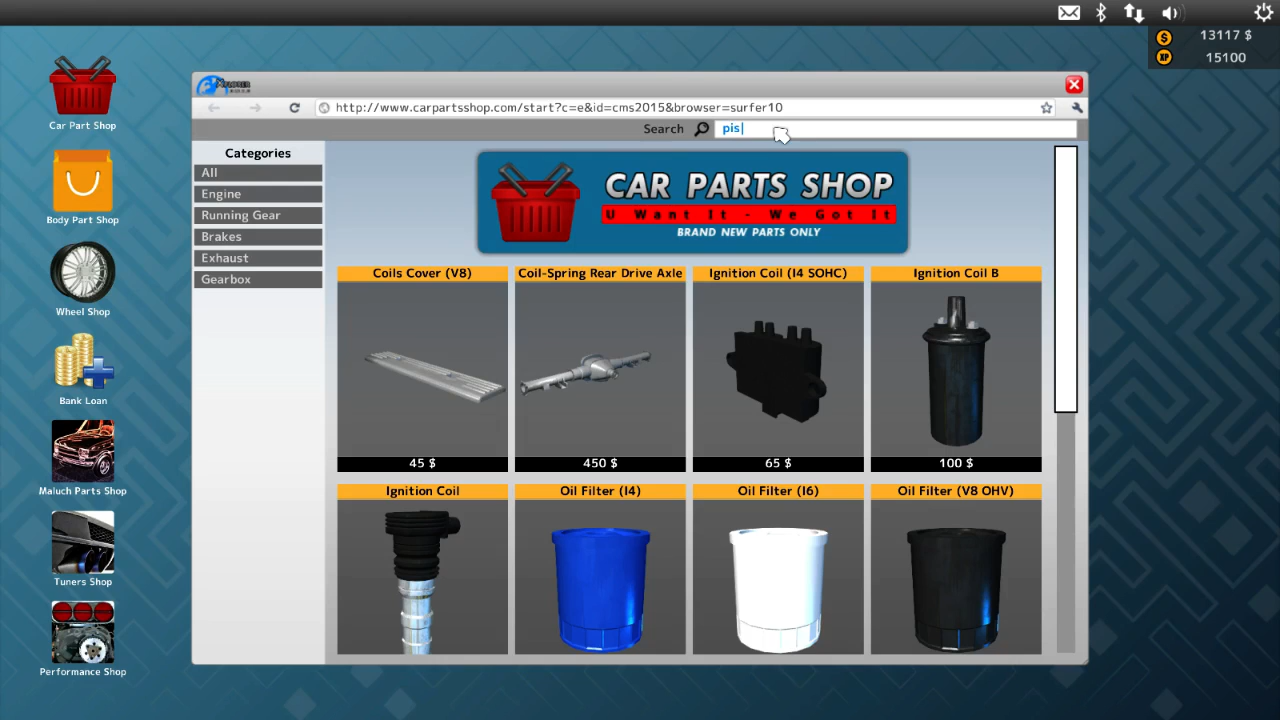 13117 $
15100
http://www.carpartsshop.com/start?c=e&id=cms2015&browser=surfer10
Search pis
Car Part Shop
Body Part Shop
Wheel Shop
Bank Loan
Maluch Parts Shop
Tuners Shop
Performance Shop
Categories
All
Engine
Running Gear
Brakes
Exhaust
Gearbox
CAR PARTS SHOP
U Want It - We Got It
BRAND NEW PARTS ONLY
Coils Cover (V8)
45 $
Coil-Spring Rear Drive Axle
450 $
Ignition Coil (I4 SOHC)
65 $
Ignition Coil B
100 $
Ignition Coil
Oil Filter (I4)
Oil Filter (I6)
Oil Filter (V8 OHV)